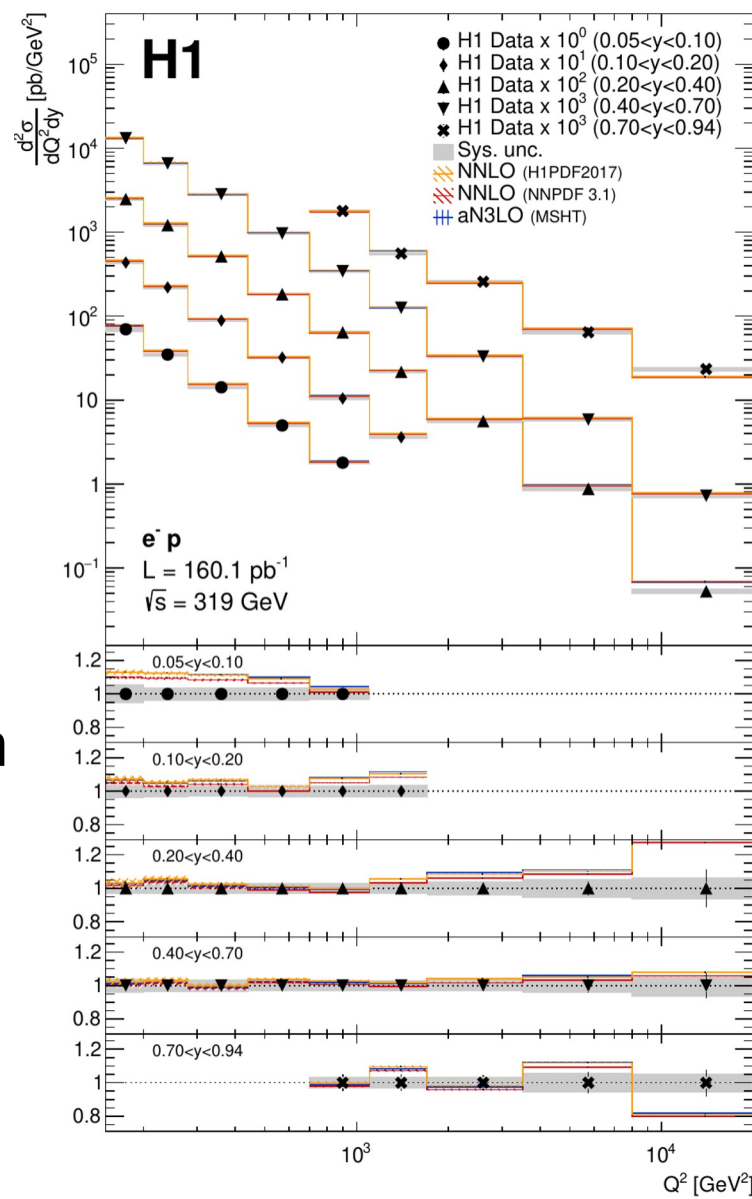 H1
d²σ
dQ²dy
[pb/GeV²]
H1 Data x 10⁰ (0.05<y<0.10)
H1 Data x 10¹ (0.10<y<0.20)
H1 Data x 10² (0.20<y<0.40)
H1 Data x 10³ (0.40<y<0.70)
H1 Data x 10³ (0.70<y<0.94)
Sys. unc.
NNLO (H1PDF2017)
NNLO (NNPDF 3.1)
aN3LO (MSHT)
10⁵
10⁴
10³
10²
10
1
10⁻¹
e⁻ p
L = 160.1 pb⁻¹
√s = 319 GeV
0.05<y<0.10
1.2
1
0.8
0.10<y<0.20
1.2
1
0.8
0.20<y<0.40
1.2
1
0.8
0.40<y<0.70
1.2
1
0.8
0.70<y<0.94
1.2
1
0.8
10³ 10⁴
Q² [GeV²]